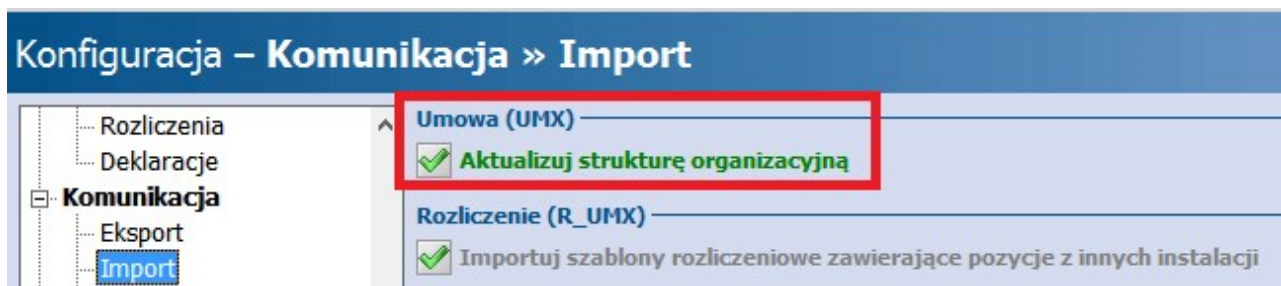 Konfiguracja – Komunikacja » Import
Rozliczenia
Deklaracje
Komunikacja
Eksport
Import
Umowa (UMX)
Aktualizuj strukturę organizacyjną
Rozliczenie (R_UMX)
Importuj szablony rozliczeniowe zawierające pozycje z innych instalacji